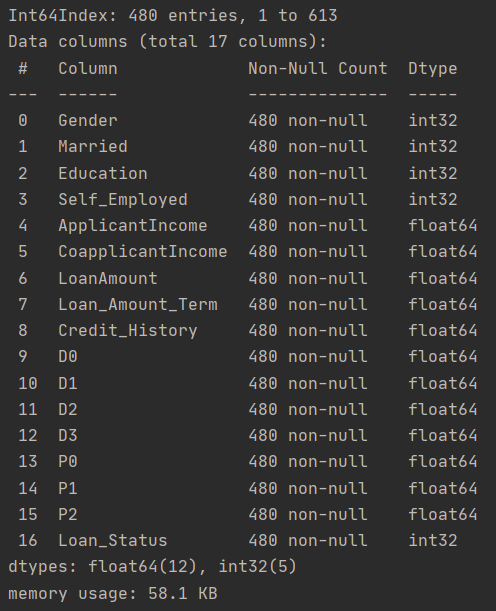 Int64Index: 480 entries, 1 to 613
Data columns (total 17 columns):
 #   Column             Non-Null Count  Dtype
---  ------             --------------  -----
 0   Gender             480 non-null    int32
 1   Married            480 non-null    int32
 2   Education          480 non-null    int32
 3   Self_Employed      480 non-null    int32
 4   ApplicantIncome    480 non-null    float64
 5   CoapplicantIncome  480 non-null    float64
 6   LoanAmount         480 non-null    float64
 7   Loan_Amount_Term   480 non-null    float64
 8   Credit_History     480 non-null    float64
 9   D0                 480 non-null    float64
 10  D1                 480 non-null    float64
 11  D2                 480 non-null    float64
 12  D3                 480 non-null    float64
 13  P0                 480 non-null    float64
 14  P1                 480 non-null    float64
 15  P2                 480 non-null    float64
 16  Loan_Status        480 non-null    int32
dtypes: float64(12), int32(5)
memory usage: 58.1 KB